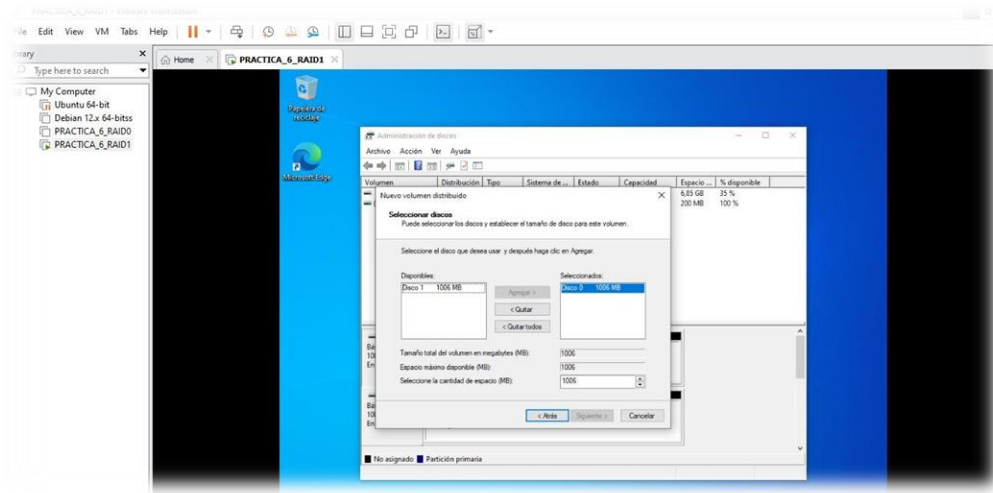 Edit View VM Tabs Help
Type here to search
Home
PRACTICA_6_RAID1
My Computer
Ubuntu 64-bit
Debian 12.x 64-bitss
PRACTICA_6_RAID0
PRACTICA_6_RAID1
Papelera de reciclaje
Microsoft Edge
Administración de discos
Archivo Acción Ver Ayuda
Volumen Distribución Tipo Sistema de ... Estado Capacidad Espacio ... % disponible
6,85 GB 35 %
200 MB 100 %
Nuevo volumen distribuido
Seleccionar discos
Puede seleccionar los discos y establecer el tamaño de disco para este volumen.
Seleccione el disco que desea usar y después haga clic en Agregar.
Disponibles: Seleccionados:
Disco 1 1006 MB
Disco 0 1006 MB
Agregar >
< Quitar
< Quitar todos
Tamaño total del volumen en megabytes (MB): 1006
Espacio máximo disponible (MB): 1006
Seleccione la cantidad de espacio (MB): 1006
< Atrás Siguiente > Cancelar
No asignado Partición primaria